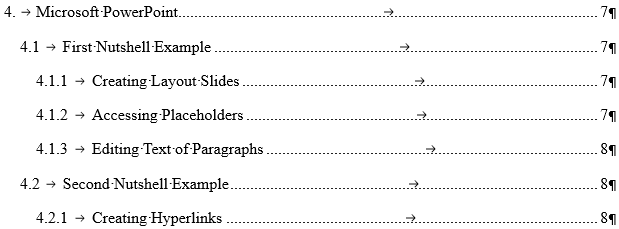 4. → Microsoft·PowerPoint → 7¶
4.1 → First·Nutshell·Example → 7¶
4.1.1 → Creating·Layout·Slides → 7¶
4.1.2 → Accessing·Placeholders → 7¶
4.1.3 → Editing·Text·of·Paragraphs → 8¶
4.2 → Second·Nutshell·Example → 8¶
4.2.1 → Creating·Hyperlinks → 8¶